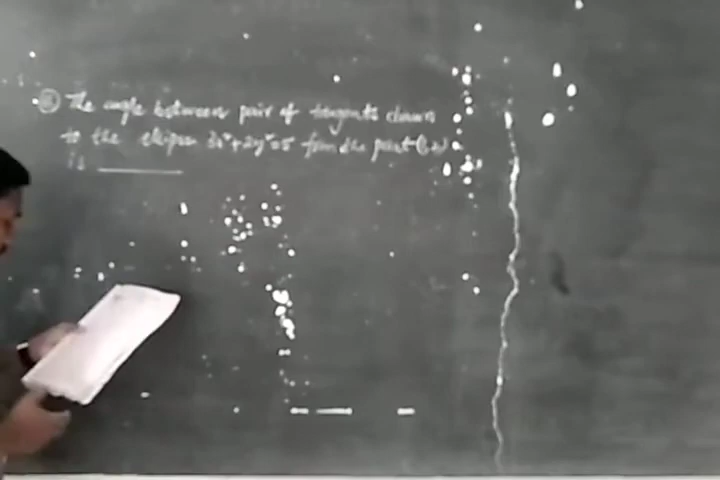 The angle between pair of tangents drawn
to the ellipse 3x²+2y²=5 from the point (1,2)
is